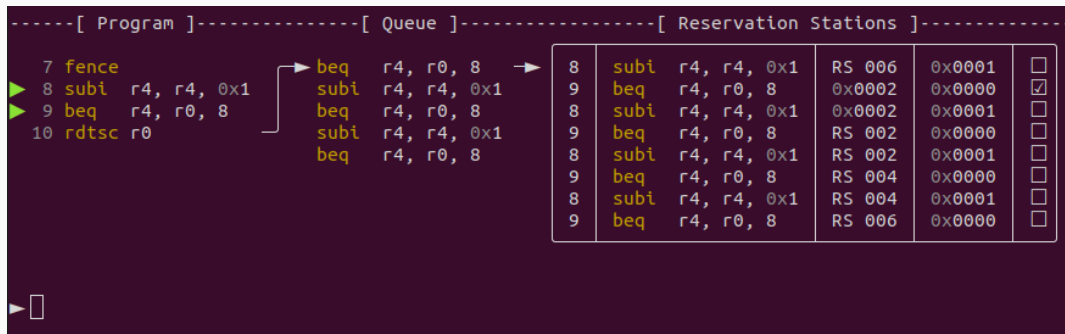 ------[ Program ]---------------[ Queue ]-------------------[ Reservation Stations ]--------------
7 fence beq r4, r0, 8 8 subi r4, r4, 0x1 RS 006 0x0001 ☐
8 subi r4, r4, 0x1 subi r4, r4, 0x1 9 beq r4, r0, 8 0x0002 0x0000 ☑
9 beq r4, r0, 8 beq r4, r0, 8 8 subi r4, r4, 0x1 0x0002 0x0001 ☐
10 rdtsc r0 subi r4, r4, 0x1 9 beq r4, r0, 8 RS 002 0x0000 ☐
beq r4, r0, 8 8 subi r4, r4, 0x1 RS 002 0x0001 ☐
9 beq r4, r0, 8 RS 004 0x0000 ☐
8 subi r4, r4, 0x1 RS 004 0x0001 ☐
9 beq r4, r0, 8 RS 006 0x0000 ☐